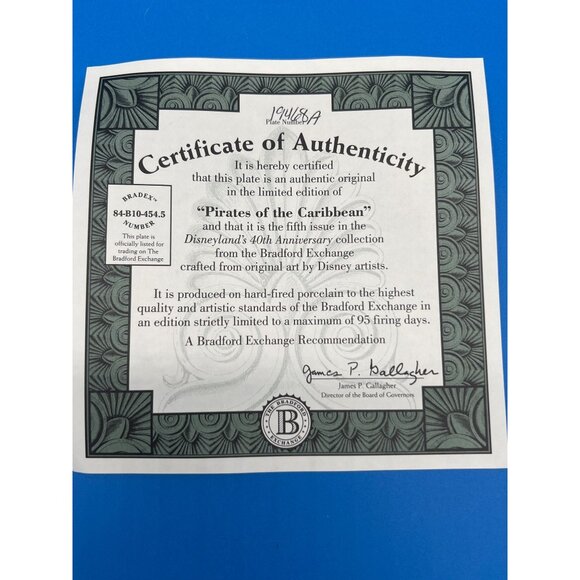 19468A
Plate Number
Certificate of Authenticity
It is hereby certified
that this plate is an authentic original
in the limited edition of
"Pirates of the Caribbean"
and that it is the fifth issue in the
Disneyland's 40th Anniversary collection
from the Bradford Exchange
crafted from original art by Disney artists.
BRADEX™
84-B10-454.5
NUMBER
This plate is
officially listed for
trading on The
Bradford Exchange
It is produced on hard-fired porcelain to the highest
quality and artistic standards of the Bradford Exchange in
an edition strictly limited to a maximum of 95 firing days.
A Bradford Exchange Recommendation
James P. Gallagher
James P. Gallagher
Director of the Board of Governors
THE BRADFORD
B
EXCHANGE